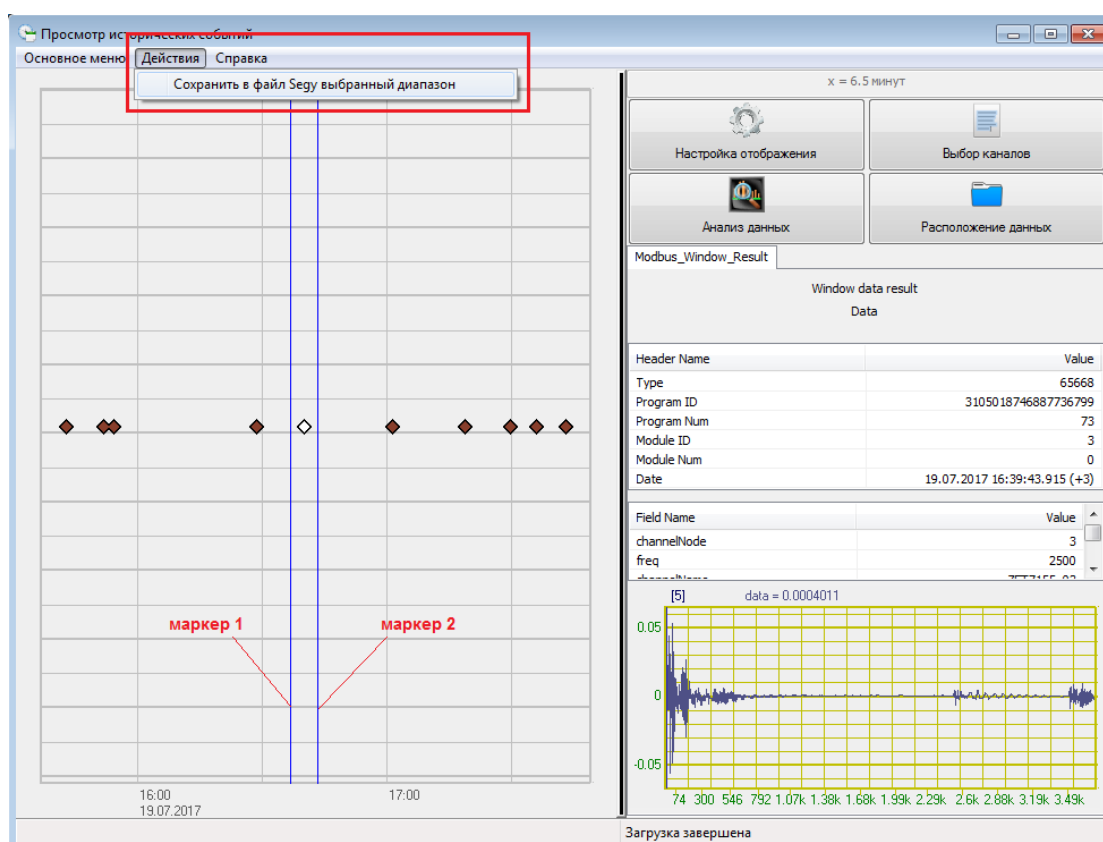 Просмотр исторических событий
Основное меню Действия Справка
Сохранить в файл Segy выбранный диапазон
x = 6.5 минут
Настройка отображения Выбор каналов
Анализ данных Расположение данных
Modbus_Window_Result
Window data result
Data
Header Name Value
Type 65668
Program ID 3105018746887736799
Program Num 73
Module ID 3
Module Num 0
Date 19.07.2017 16:39:43.915 (+3)
Field Name Value
channelNode 3
freq 2500
[5] data = 0.0004011
0.05
0
-0.05
74 300 546 792 1.07k 1.38k 1.68k 1.99k 2.29k 2.6k 2.88k 3.19k 3.49k
маркер 1 маркер 2
16:00 17:00
19.07.2017
Загрузка завершена